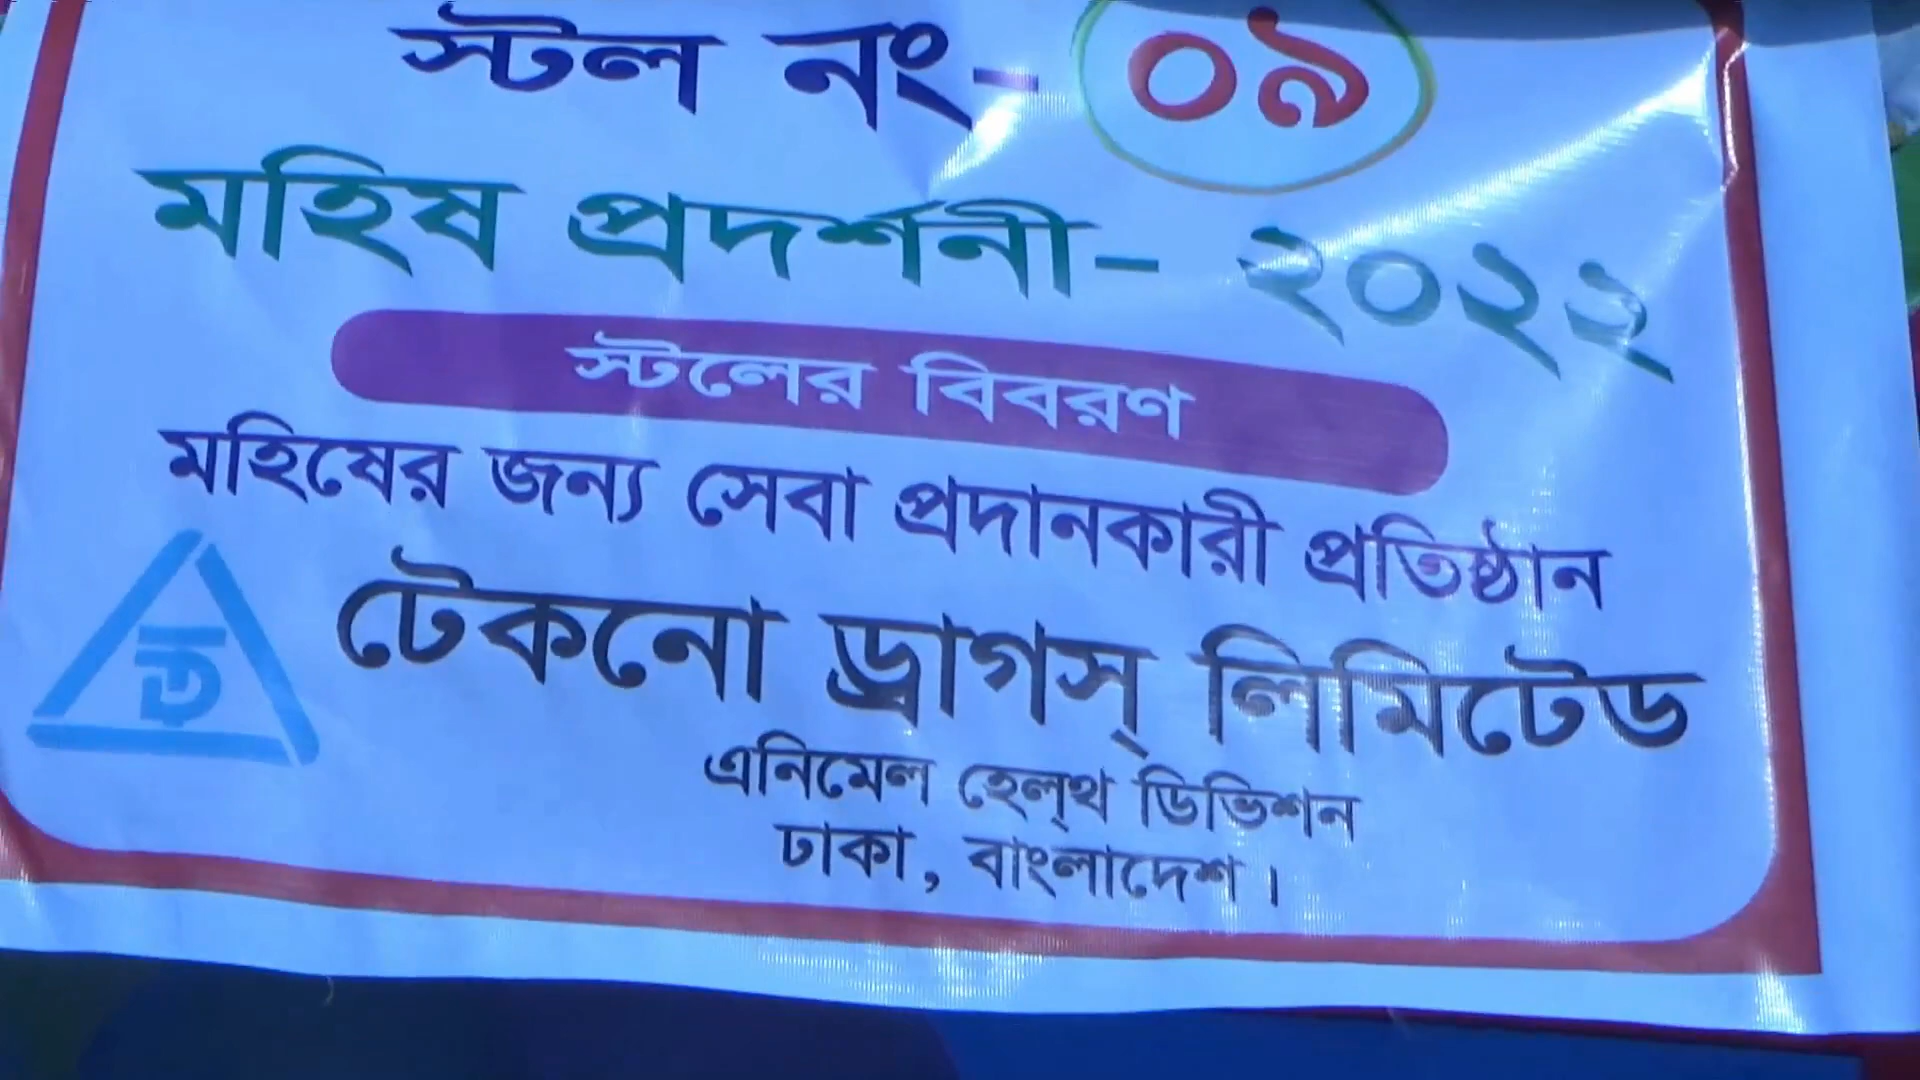 স্টল নং- ০৯
মহিষ প্রদর্শনী- ২০২২
স্টলের বিবরণ
মহিষের জন্য সেবা প্রদানকারী প্রতিষ্ঠান
টেকনো ড্রাগস্ লিমিটেড
এনিমেল হেল্থ ডিভিশন
ঢাকা, বাংলাদেশ।